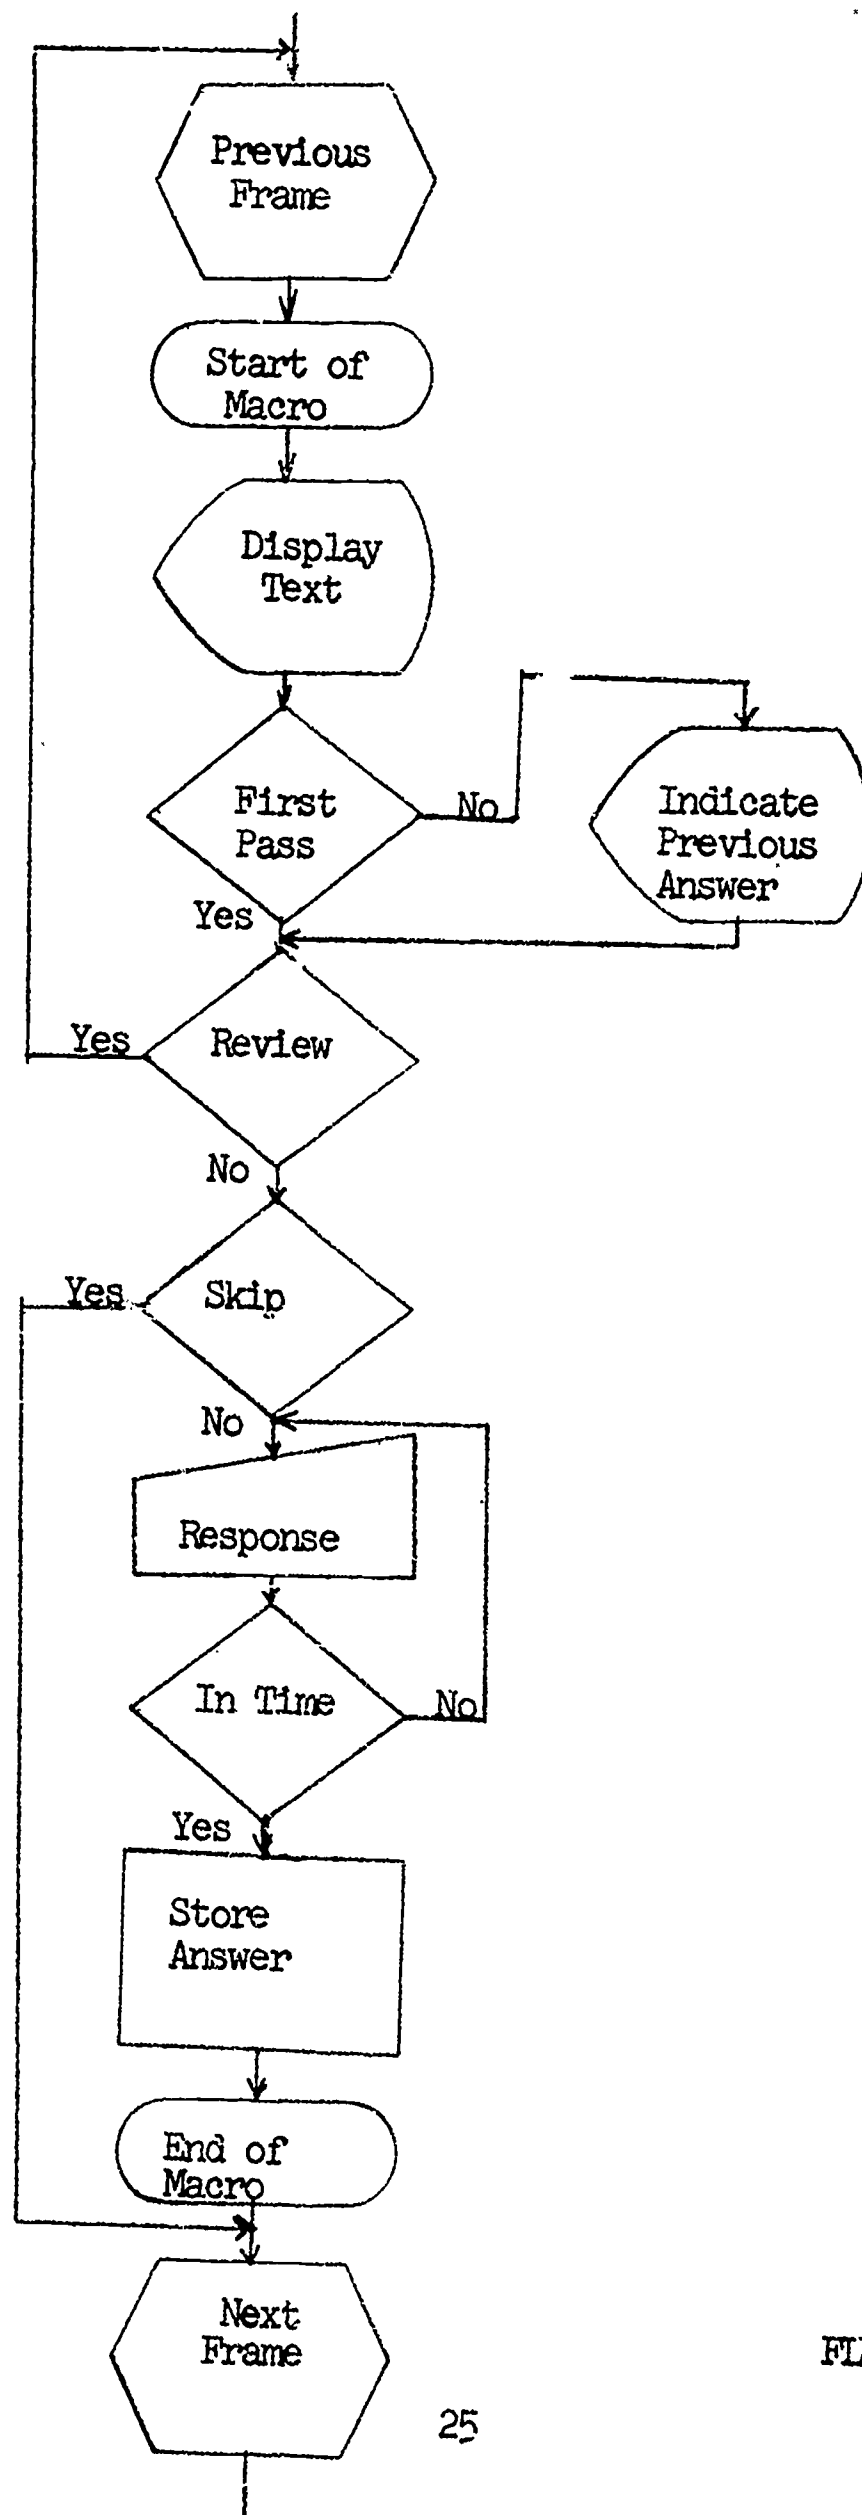 Previous
Frame
Start of
Macro
Display
Text
First
Pass
No
Indicate
Previous
Answer
Yes
Review
Yes
No
Skip
Yes
No
Response
In Time
No
Yes
Store
Answer
End of
Macro
Next
Frame
25